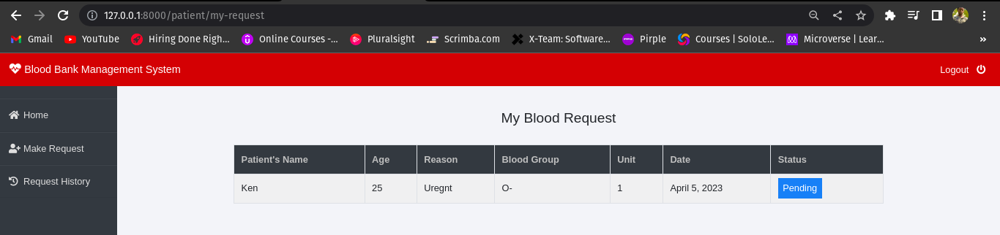 127.0.0.1:8000/patient/my-request
Gmail YouTube Hiring Done Righ... Online Courses -... Pluralsight Scrimba.com X-Team: Software... Pirple Courses | SoloLe... Microverse | Lear... »
Blood Bank Management System Logout
Home
Make Request
Request History
My Blood Request
Patient's Name Age Reason Blood Group Unit Date Status
Ken 25 Uregnt O- 1 April 5, 2023 Pending